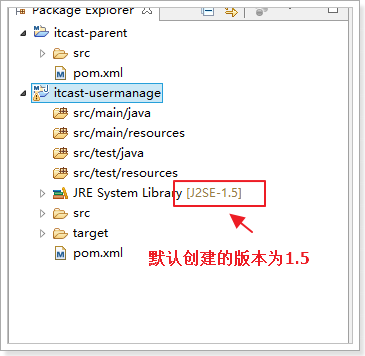 Package Explorer
itcast-parent
src
pom.xml
itcast-usermanage
src/main/java
src/main/resources
src/test/java
src/test/resources
JRE System Library [J2SE-1.5]
src
target
pom.xml
默认创建的版本为1.5